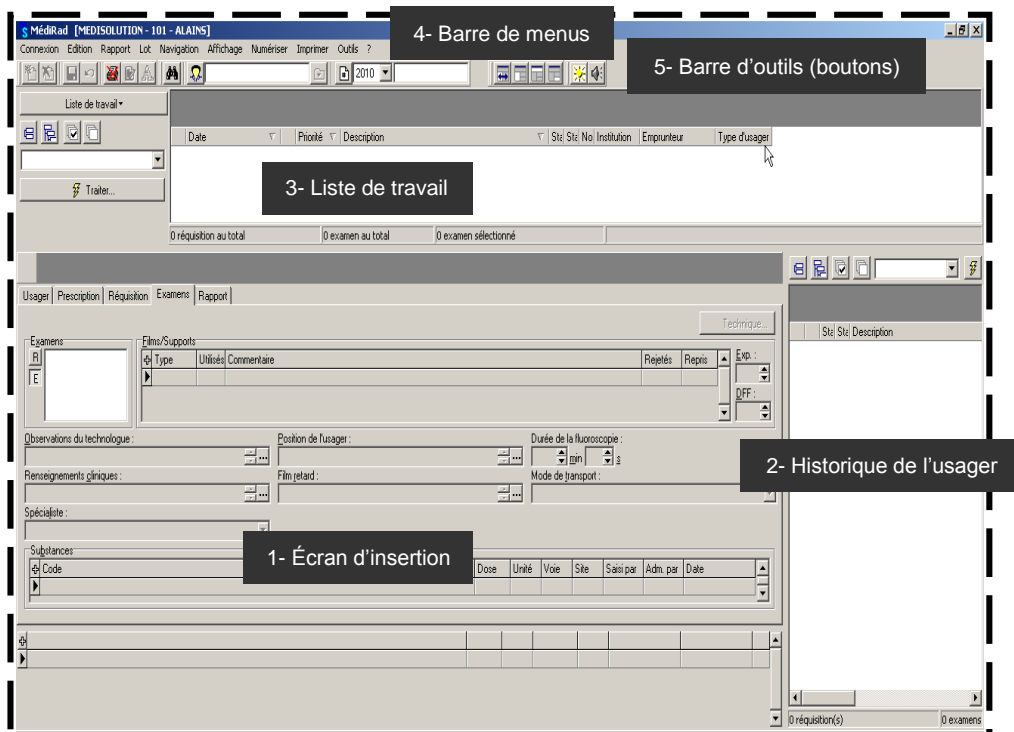 MédiRad [MEDISOLUTION - 101 - ALAINS]
4- Barre de menus
Connexion Edition Rapport Lot Navigation Affichage Numériser Imprimer Outils ?
2010
5- Barre d'outils (boutons)
Liste de travail
Date Priorité Description Sta Sta No Institution Emprunteur Type d'usager
3- Liste de travail
Traiter...
0 réquisition au total 0 examen au total 0 examen sélectionné
Usager Prescription Réquisition Examens Rapport
Technique...
Sta Sta Description
Examens Films/Supports
R
E
Type Utilisés Commentaire Rejetés Repris
Exp. :
DFF :
Observations du technologue : Position de l'usager : Durée de la fluoroscopie :
min s
2- Historique de l'usager
Renseignements cliniques : Film retard : Mode de transport :
Spécialiste :
1- Écran d'insertion
Substances
Code Dose Unité Voie Site Saisi par Adm. par Date
0 réquisition(s) 0 examens